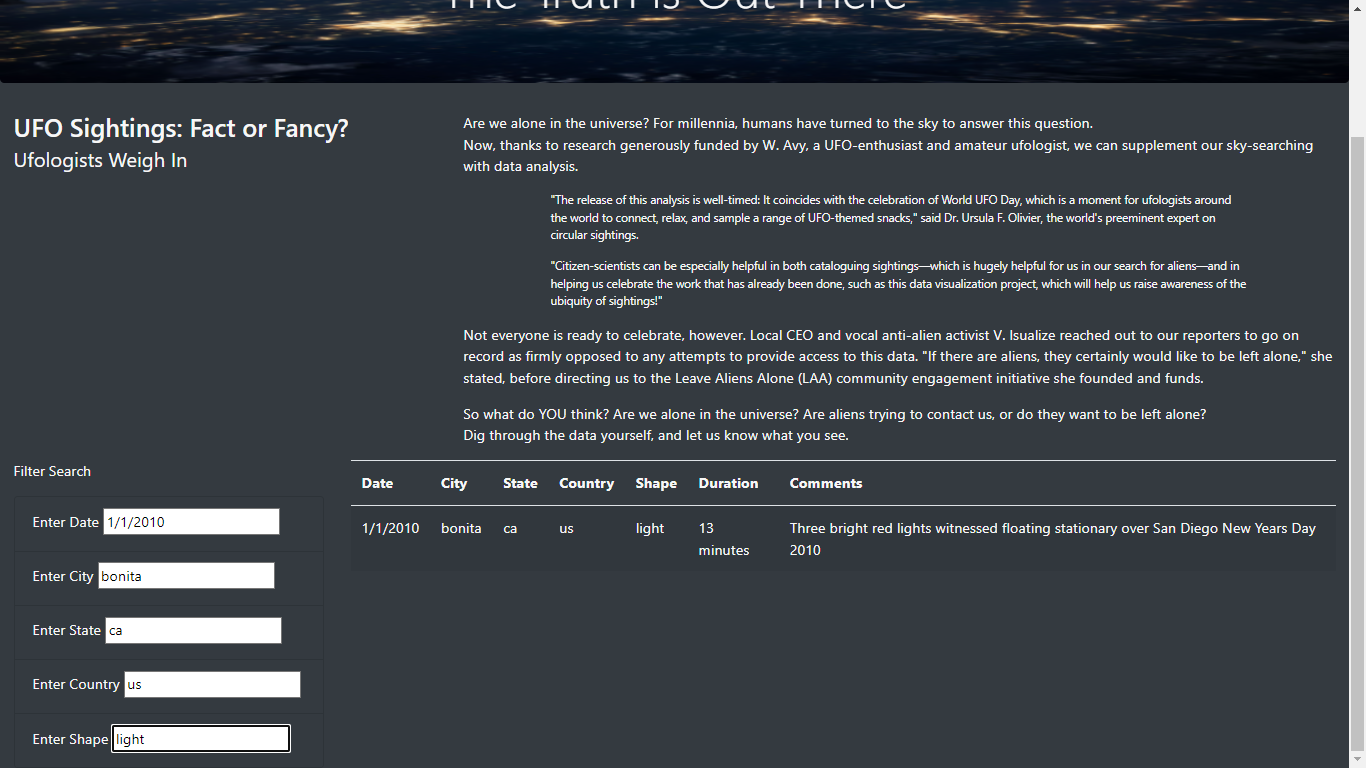 The Truth Is Out There
UFO Sightings: Fact or Fancy?
Ufologists Weigh In
Are we alone in the universe? For millennia, humans have turned to the sky to answer this question.
Now, thanks to research generously funded by W. Avy, a UFO-enthusiast and amateur ufologist, we can supplement our sky-searching
with data analysis.
"The release of this analysis is well-timed: It coincides with the celebration of World UFO Day, which is a moment for ufologists around
the world to connect, relax, and sample a range of UFO-themed snacks," said Dr. Ursula F. Olivier, the world's preeminent expert on
circular sightings.
"Citizen-scientists can be especially helpful in both cataloguing sightings—which is hugely helpful for us in our search for aliens—and in
helping us celebrate the work that has already been done, such as this data visualization project, which will help us raise awareness of the
ubiquity of sightings!"
Not everyone is ready to celebrate, however. Local CEO and vocal anti-alien activist V. Isualize reached out to our reporters to go on
record as firmly opposed to any attempts to provide access to this data. "If there are aliens, they certainly would like to be left alone," she
stated, before directing us to the Leave Aliens Alone (LAA) community engagement initiative she founded and funds.
So what do YOU think? Are we alone in the universe? Are aliens trying to contact us, or do they want to be left alone?
Dig through the data yourself, and let us know what you see.
Filter Search
Enter Date 1/1/2010
Enter City bonita
Enter State ca
Enter Country us
Enter Shape light
Date City State Country Shape Duration Comments
1/1/2010 bonita ca us light 13 Three bright red lights witnessed floating stationary over San Diego New Years Day
minutes 2010